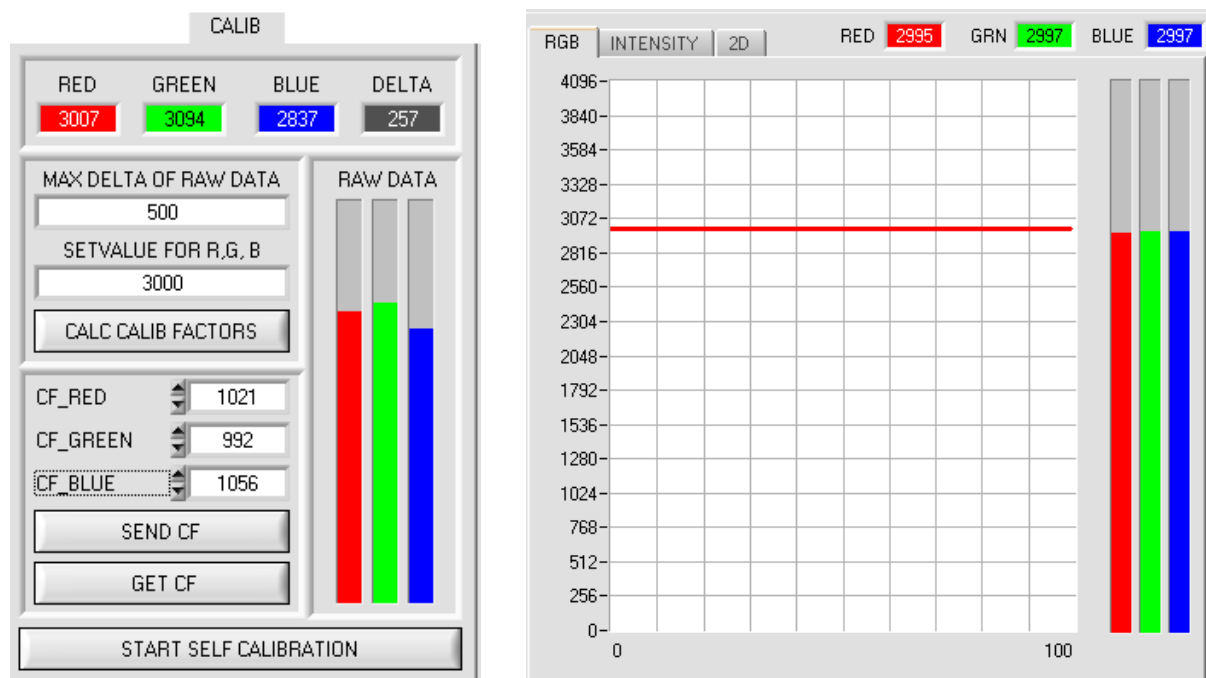 CALIB
RED GREEN BLUE DELTA
3007 3094 2837 257
MAX DELTA OF RAW DATA
500
SETVALUE FOR R,G, B
3000
CALC CALIB FACTORS
RAW DATA
CF_RED 1021
CF_GREEN 992
CF_BLUE 1056
SEND CF
GET CF
START SELF CALIBRATION
RGB INTENSITY 2D RED 2995 GRN 2997 BLUE 2997
4096
3840
3584
3328
3072
2816
2560
2304
2048
1792
1536
1280
1024
768
512
256
0
0 100